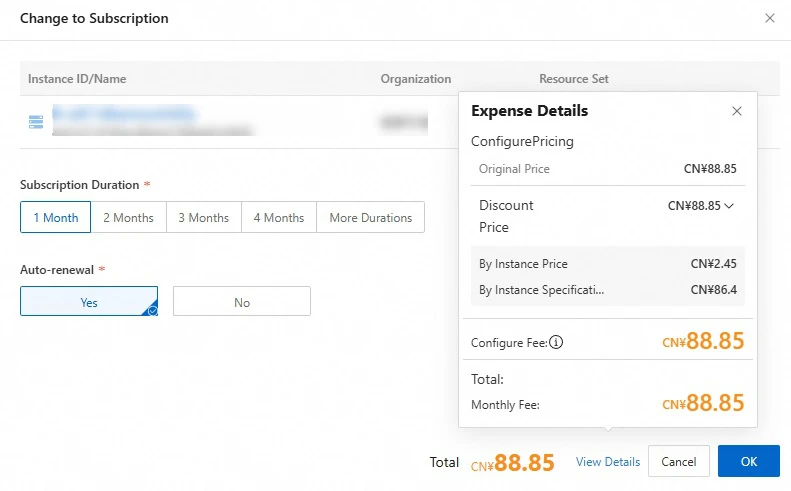 Change to Subscription
Instance ID/Name Organization Resource Set
Subscription Duration *
1 Month 2 Months 3 Months 4 Months More Durations
Auto-renewal *
Yes No
Expense Details
ConfigurePricing
Original Price CN¥88.85
Discount
Price
CN¥88.85
By Instance Price CN¥2.45
By Instance Specificati... CN¥86.4
Configure Fee: CN¥88.85
Total:
Monthly Fee: CN¥88.85
Total CN¥88.85 View Details Cancel OK